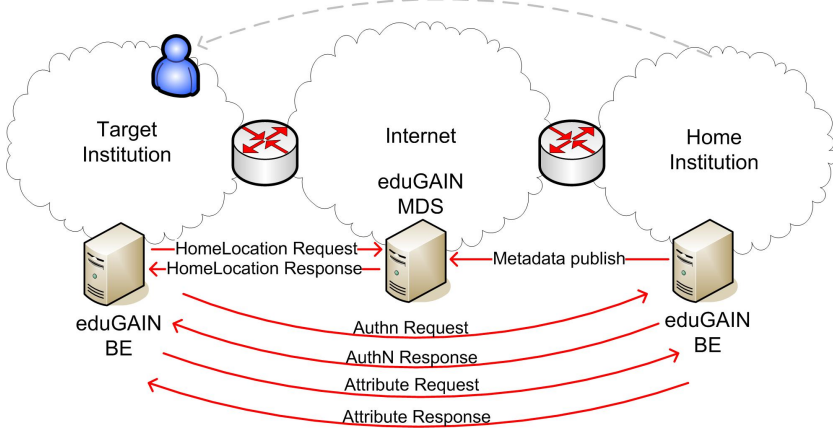 Target
Institution
Internet
Home
Institution
eduGAIN
MDS
HomeLocation Request
HomeLocation Response
Metadata publish
eduGAIN
BE
eduGAIN
BE
Authn Request
AuthN Response
Attribute Request
Attribute Response